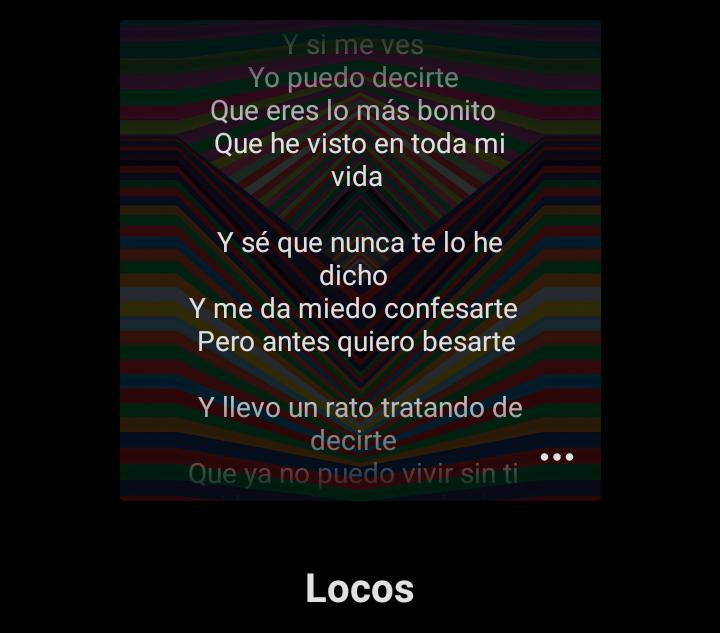 Y si me ves
Yo puedo decirte
Que eres lo más bonito
Que he visto en toda mi
vida
Y sé que nunca te lo he
dicho
Y me da miedo confesarte
Pero antes quiero besarte
Y llevo un rato tratando de
decirte
Que ya no puedo vivir sin ti
Locos